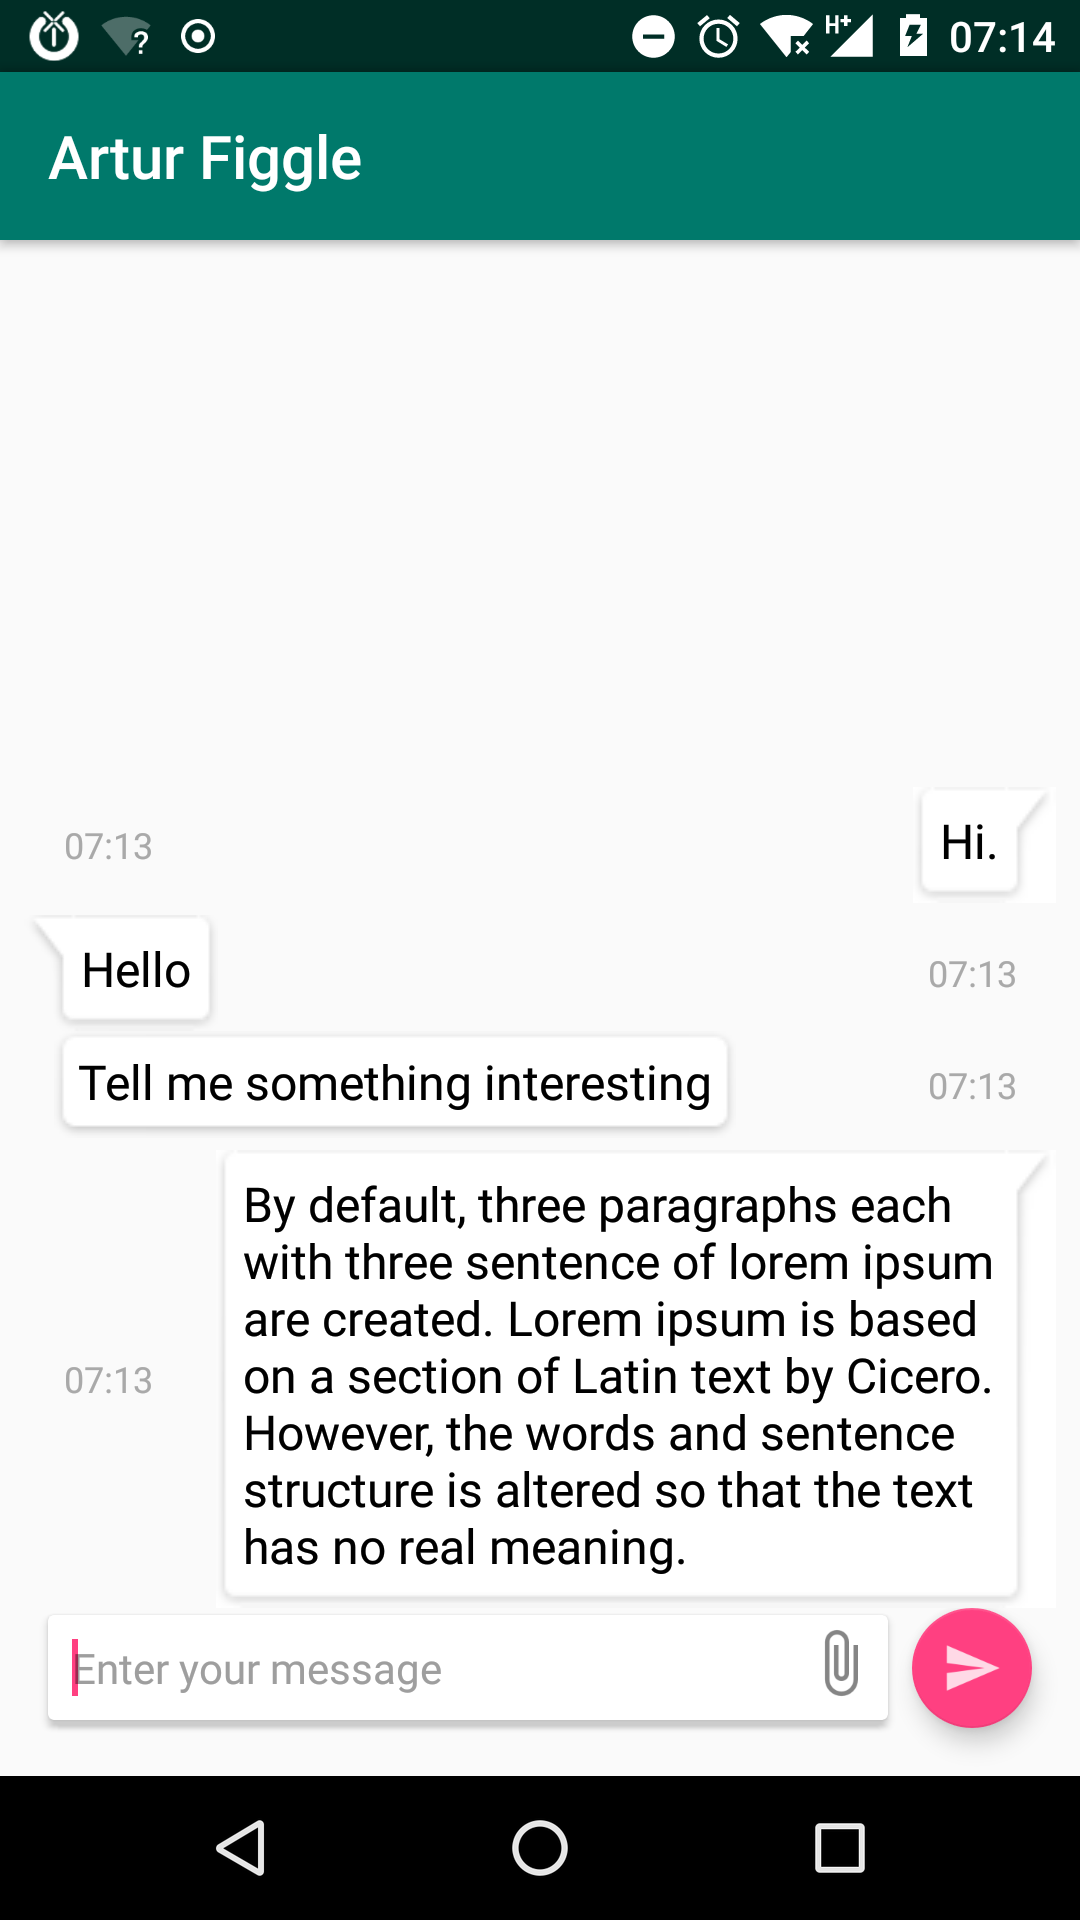 H+ 07:14
Artur Figgle
07:13 Hi.
Hello 07:13
Tell me something interesting 07:13
By default, three paragraphs each
with three sentence of lorem ipsum
are created. Lorem ipsum is based
07:13 on a section of Latin text by Cicero.
However, the words and sentence
structure is altered so that the text
has no real meaning.
Enter your message